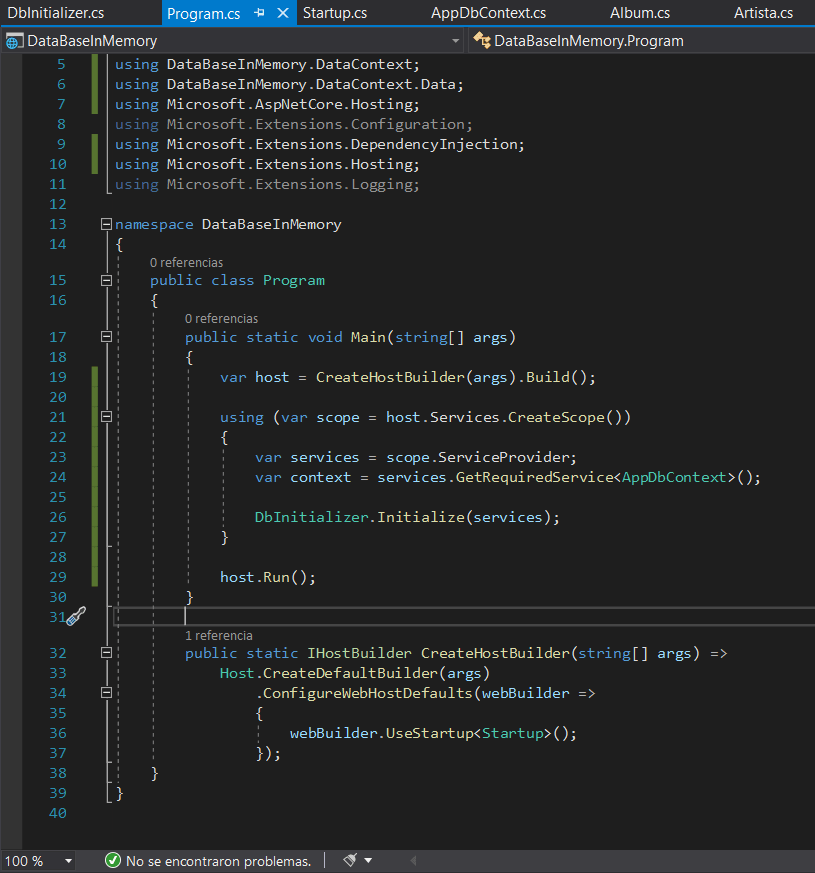 DbInitializer.cs Program.cs Startup.cs AppDbContext.cs Album.cs Artista.cs
DataBaseInMemory DataBaseInMemory.Program
5 using DataBaseInMemory.DataContext;
6 using DataBaseInMemory.DataContext.Data;
7 using Microsoft.AspNetCore.Hosting;
8 using Microsoft.Extensions.Configuration;
9 using Microsoft.Extensions.DependencyInjection;
10 using Microsoft.Extensions.Hosting;
11 using Microsoft.Extensions.Logging;
12
13 namespace DataBaseInMemory
14 {
0 referencias
15 public class Program
16 {
0 referencias
17 public static void Main(string[] args)
18 {
19 var host = CreateHostBuilder(args).Build();
20
21 using (var scope = host.Services.CreateScope())
22 {
23 var services = scope.ServiceProvider;
24 var context = services.GetRequiredService<AppDbContext>();
25
26 DbInitializer.Initialize(services);
27 }
28
29 host.Run();
30 }
31
1 referencia
32 public static IHostBuilder CreateHostBuilder(string[] args) =>
33 Host.CreateDefaultBuilder(args)
34 .ConfigureWebHostDefaults(webBuilder =>
35 {
36 webBuilder.UseStartup<Startup>();
37 });
38 }
39 }
40
100 % No se encontraron problemas.